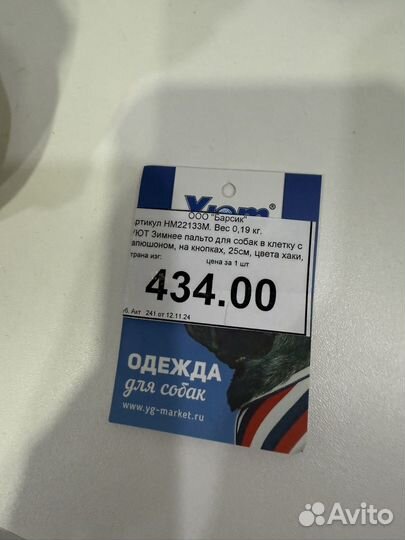 Уют®
ООО "Барсик"
ртикул НМ22133М. Вес 0,19 кг.
УЮТ Зимнее пальто для собак в клетку с
апюшоном, на кнопках, 25см, цвета хаки,
трана изг:
цена за 1 шт
434.00
б. Акт 241 от 12.11.24
ОДЕЖДА
для собак
www.yg-market.ru
Avito